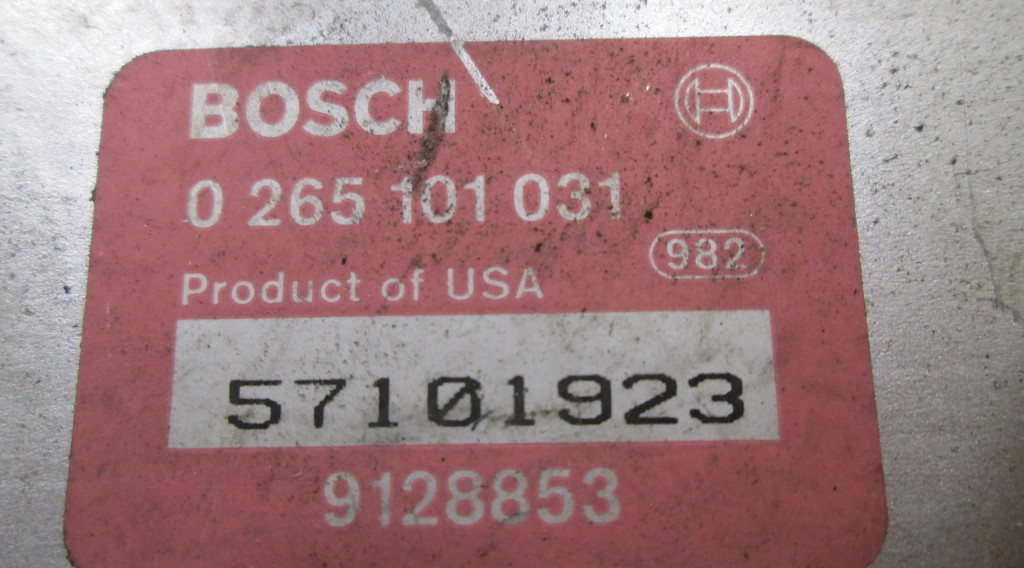 BOSCH
0 265 101 031
982
Product of USA
57101923
9128853